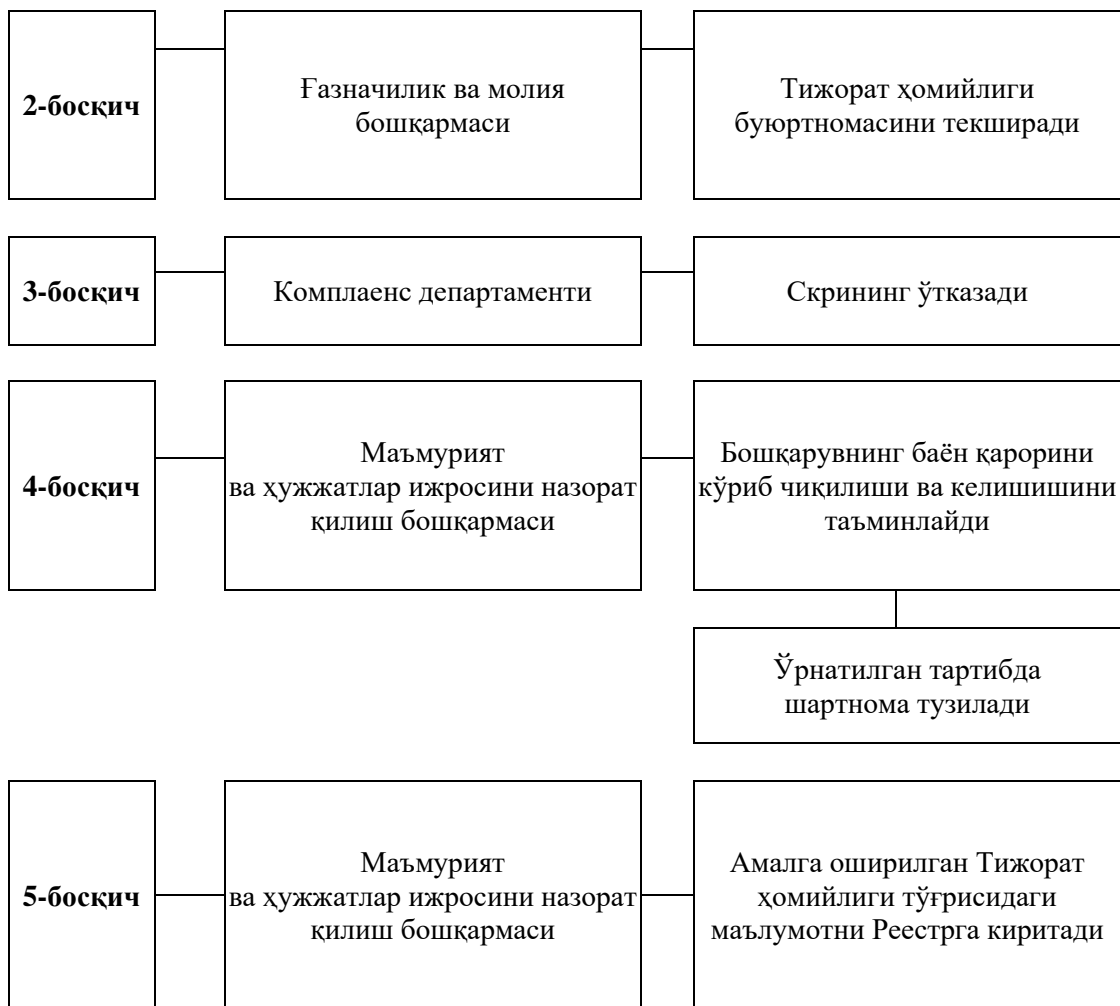 2-босқич
Ғазначилик ва молия
бошқармаси
Тижорат ҳомийлиги
буюртномасини текширади
3-босқич
Комплаенс департаменти
Скрининг ўтказади
4-босқич
Маъмурият
ва ҳужжатлар ижросини назорат
қилиш бошқармаси
Бошқарувнинг баён қарорини
кўриб чиқилиши ва келишишини
таъминлайди
Ўрнатилган тартибда
шартнома тузилади
5-босқич
Маъмурият
ва ҳужжатлар ижросини назорат
қилиш бошқармаси
Амалга оширилган Тижорат
ҳомийлиги тўғрисидаги
маълумотни Реестрга киритади